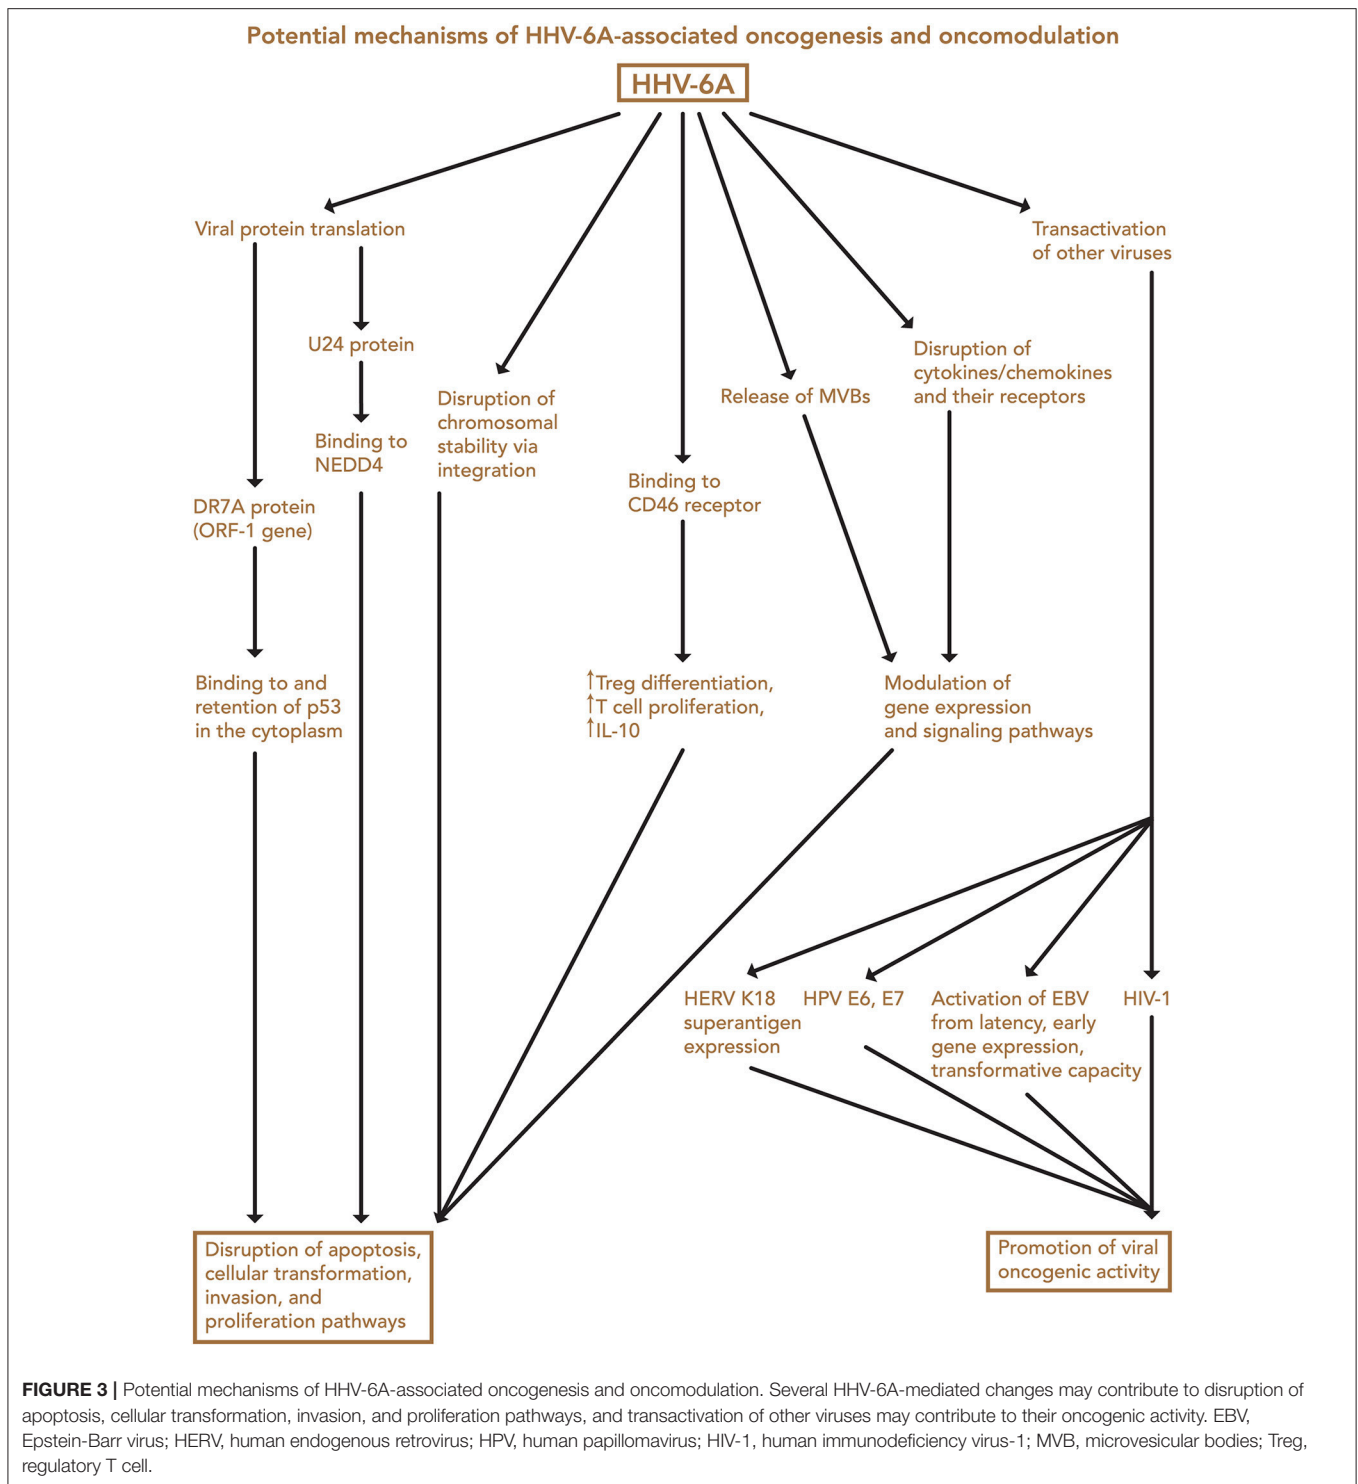 Potential mechanisms of HHV-6A-associated oncogenesis and oncomodulation
HHV-6A
Viral protein translation
Transactivation
of other viruses
U24 protein
Disruption of
cytokines/chemokines
and their receptors
Release of MVBs
Disruption of
chromosomal
stability via
integration
Binding to
NEDD4
Binding to
CD46 receptor
DR7A protein
(ORF-1 gene)
Binding to and
retention of p53
in the cytoplasm
↑Treg differentiation,
↑T cell proliferation,
↑IL-10
Modulation of
gene expression
and signaling pathways
HERV K18
superantigen
expression
HPV E6, E7
Activation of EBV
from latency, early
gene expression,
transformative capacity
HIV-1
Disruption of apoptosis,
cellular transformation,
invasion, and
proliferation pathways
Promotion of viral
oncogenic activity
FIGURE 3 | Potential mechanisms of HHV-6A-associated oncogenesis and oncomodulation. Several HHV-6A-mediated changes may contribute to disruption of
apoptosis, cellular transformation, invasion, and proliferation pathways, and transactivation of other viruses may contribute to their oncogenic activity. EBV,
Epstein-Barr virus; HERV, human endogenous retrovirus; HPV, human papillomavirus; HIV-1, human immunodeficiency virus-1; MVB, microvesicular bodies; Treg,
regulatory T cell.